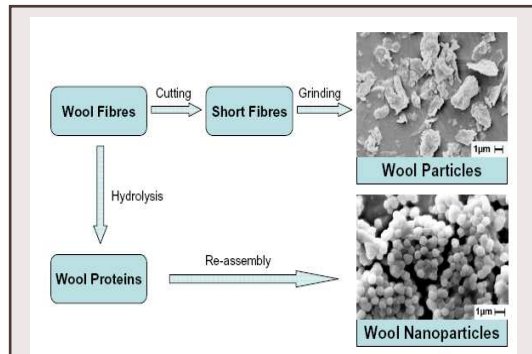 Cutting
Grinding
Wool Fibres
Short Fibres
1µm
Wool Particles
Hydrolysis
Re-assembly
Wool Proteins
1µm
Wool Nanoparticles